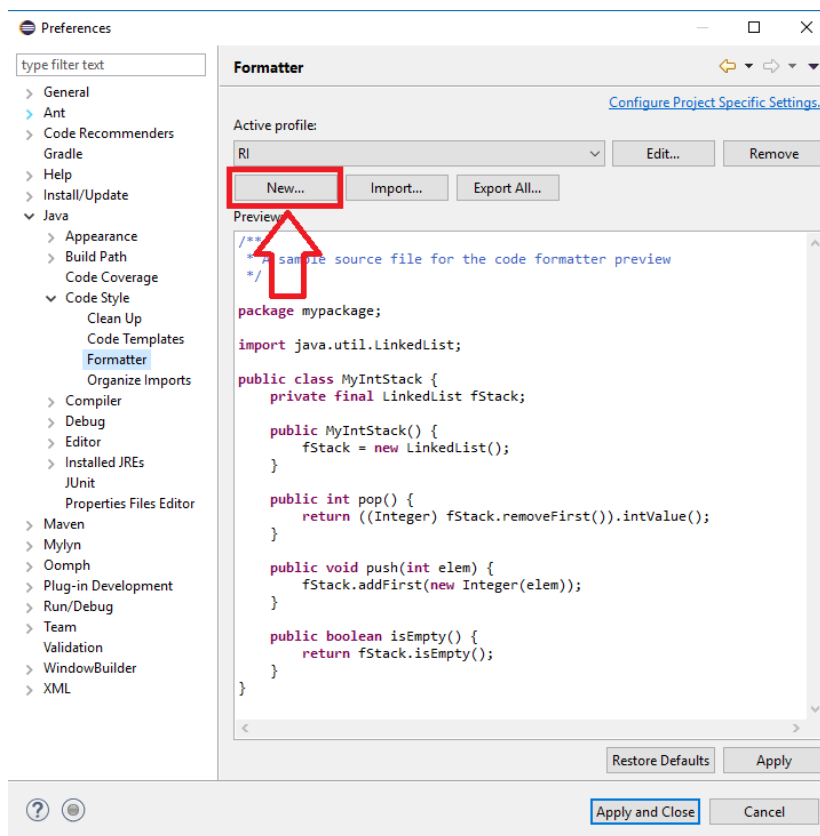 Preferences
type filter text
General
Ant
Code Recommenders
Gradle
Help
Install/Update
Java
Appearance
Build Path
Code Coverage
Code Style
Clean Up
Code Templates
Formatter
Organize Imports
Compiler
Debug
Editor
Installed JREs
JUnit
Properties Files Editor
Maven
Mylyn
Oomph
Plug-in Development
Run/Debug
Team
Validation
WindowBuilder
XML
Formatter
Configure Project Specific Settings.
Active profile:
RI
Edit...
Remove
New...
Import...
Export All...
Preview:
/**
* A sample source file for the code formatter preview
*/
package mypackage;
import java.util.LinkedList;
public class MyIntStack {
private final LinkedList fStack;
public MyIntStack() {
fStack = new LinkedList();
}
public int pop() {
return ((Integer) fStack.removeFirst()).intValue();
}
public void push(int elem) {
fStack.addFirst(new Integer(elem));
}
public boolean isEmpty() {
return fStack.isEmpty();
}
}
Restore Defaults
Apply
?
Apply and Close
Cancel